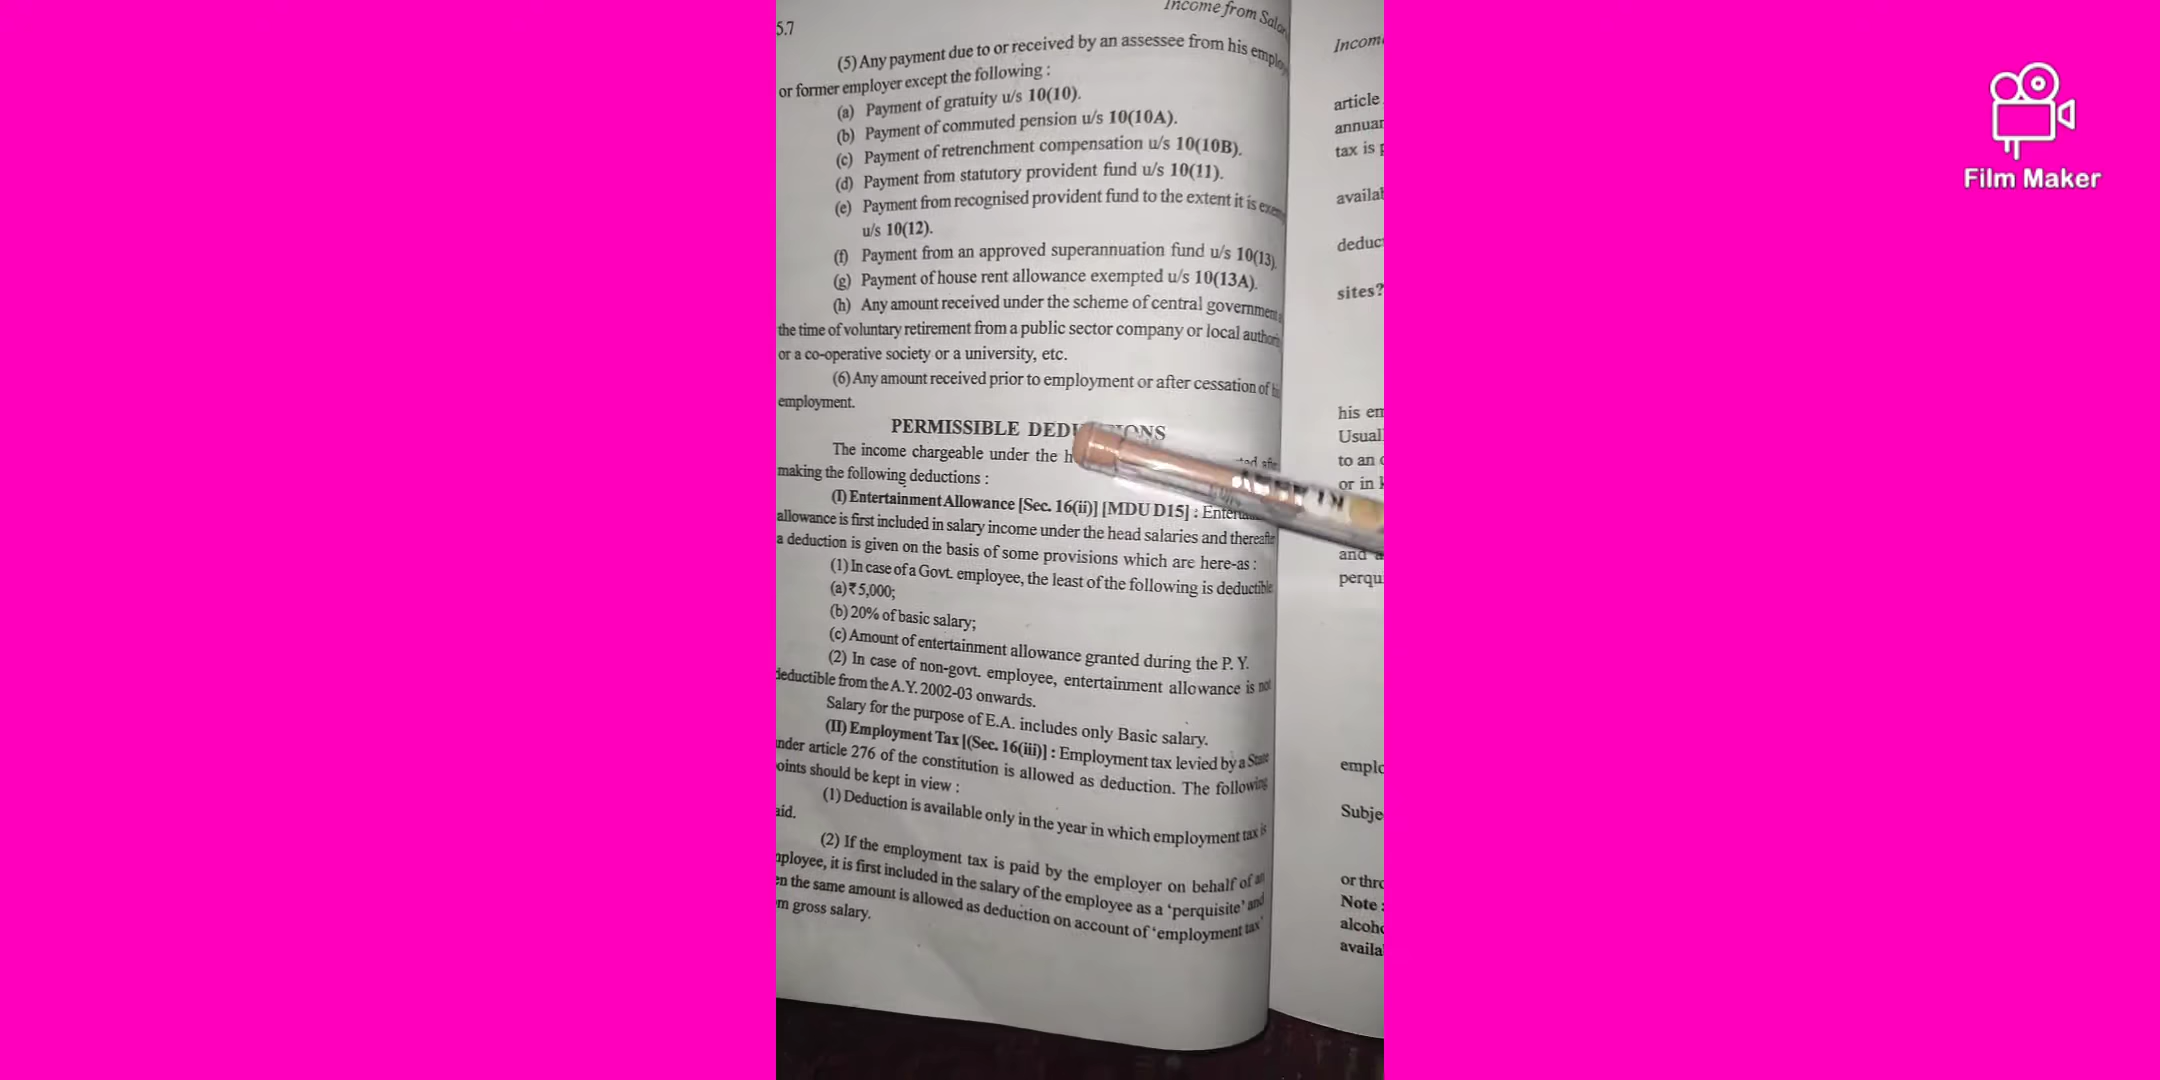 Income from Salar
5.7
(5) Any payment due to or received by an assessee from his employ
or former employer except the following :
(a) Payment of gratuity u/s 10(10).
(b) Payment of commuted pension u/s 10(10A).
(c) Payment of retrenchment compensation u/s 10(10B).
(d) Payment from statutory provident fund u/s 10(11).
(e) Payment from recognised provident fund to the extent it is exem
u/s 10(12).
(f) Payment from an approved superannuation fund u/s 10(13).
(g) Payment of house rent allowance exempted u/s 10(13A).
(h) Any amount received under the scheme of central government
the time of voluntary retirement from a public sector company or local authori
or a co-operative society or a university, etc.
(6) Any amount received prior to employment or after cessation of
employment.
PERMISSIBLE DED IONS
The income chargeable under the h
making the following deductions :
(I) Entertainment Allowance [Sec. 16(ii)] [MDU D15] : Enterta
allowance is first included in salary income under the head salaries and thereafte
a deduction is given on the basis of some provisions which are here-as :
(1) In case of a Govt. employee, the least of the following is deductible
(a) ₹ 5,000;
(b) 20% of basic salary;
(c) Amount of entertainment allowance granted during the P. Y.
(2) In case of non-govt. employee, entertainment allowance is not
deductible from the A.Y. 2002-03 onwards.
Salary for the purpose of E.A. includes only Basic salary.
(II) Employment Tax [(Sec. 16(iii)] : Employment tax levied by a State
nder article 276 of the constitution is allowed as deduction. The following
oints should be kept in view :
(1) Deduction is available only in the year in which employment tax is
aid.
(2) If the employment tax is paid by the employer on behalf of an
mployee, it is first included in the salary of the employee as a 'perquisite' and
en the same amount is allowed as deduction on account of 'employment tax'
m gross salary.
Incom
article
annuar
tax is p
availab
deduc
sites?
his em
Usual
to an
or in k
and a
perqu
emplo
Subje
or thro
Note :
alcoho
availa
Film Maker